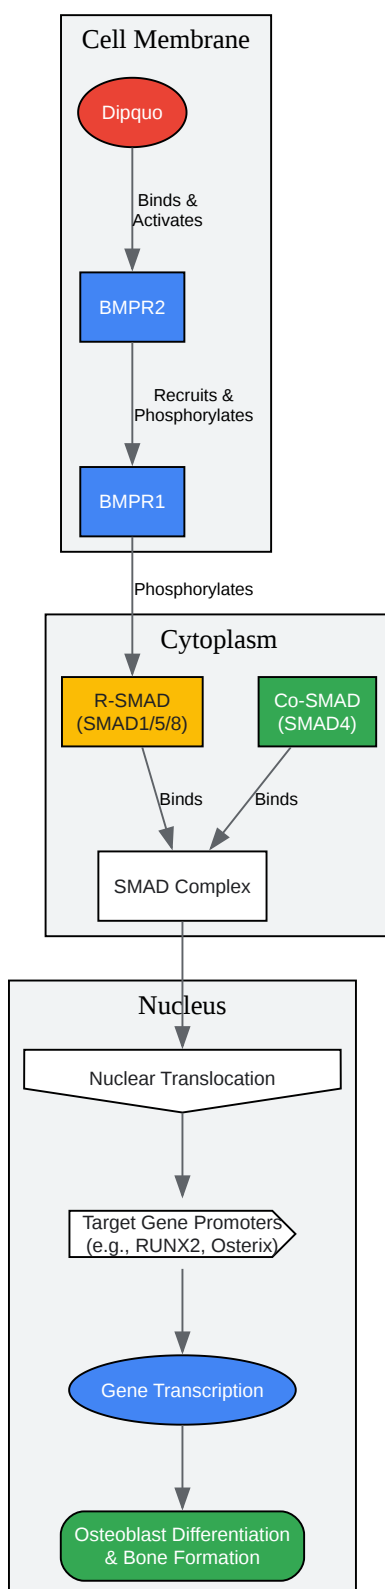 Cell Membrane
Dipquo
Binds &
Activates
BMPR2
Recruits &
Phosphorylates
BMPR1
Phosphorylates
Cytoplasm
R-SMAD
(SMAD1/5/8)
Co-SMAD
(SMAD4)
Binds
Binds
SMAD Complex
Nucleus
Nuclear Translocation
Target Gene Promoters
(e.g., RUNX2, Osterix)
Gene Transcription
Osteoblast Differentiation
& Bone Formation